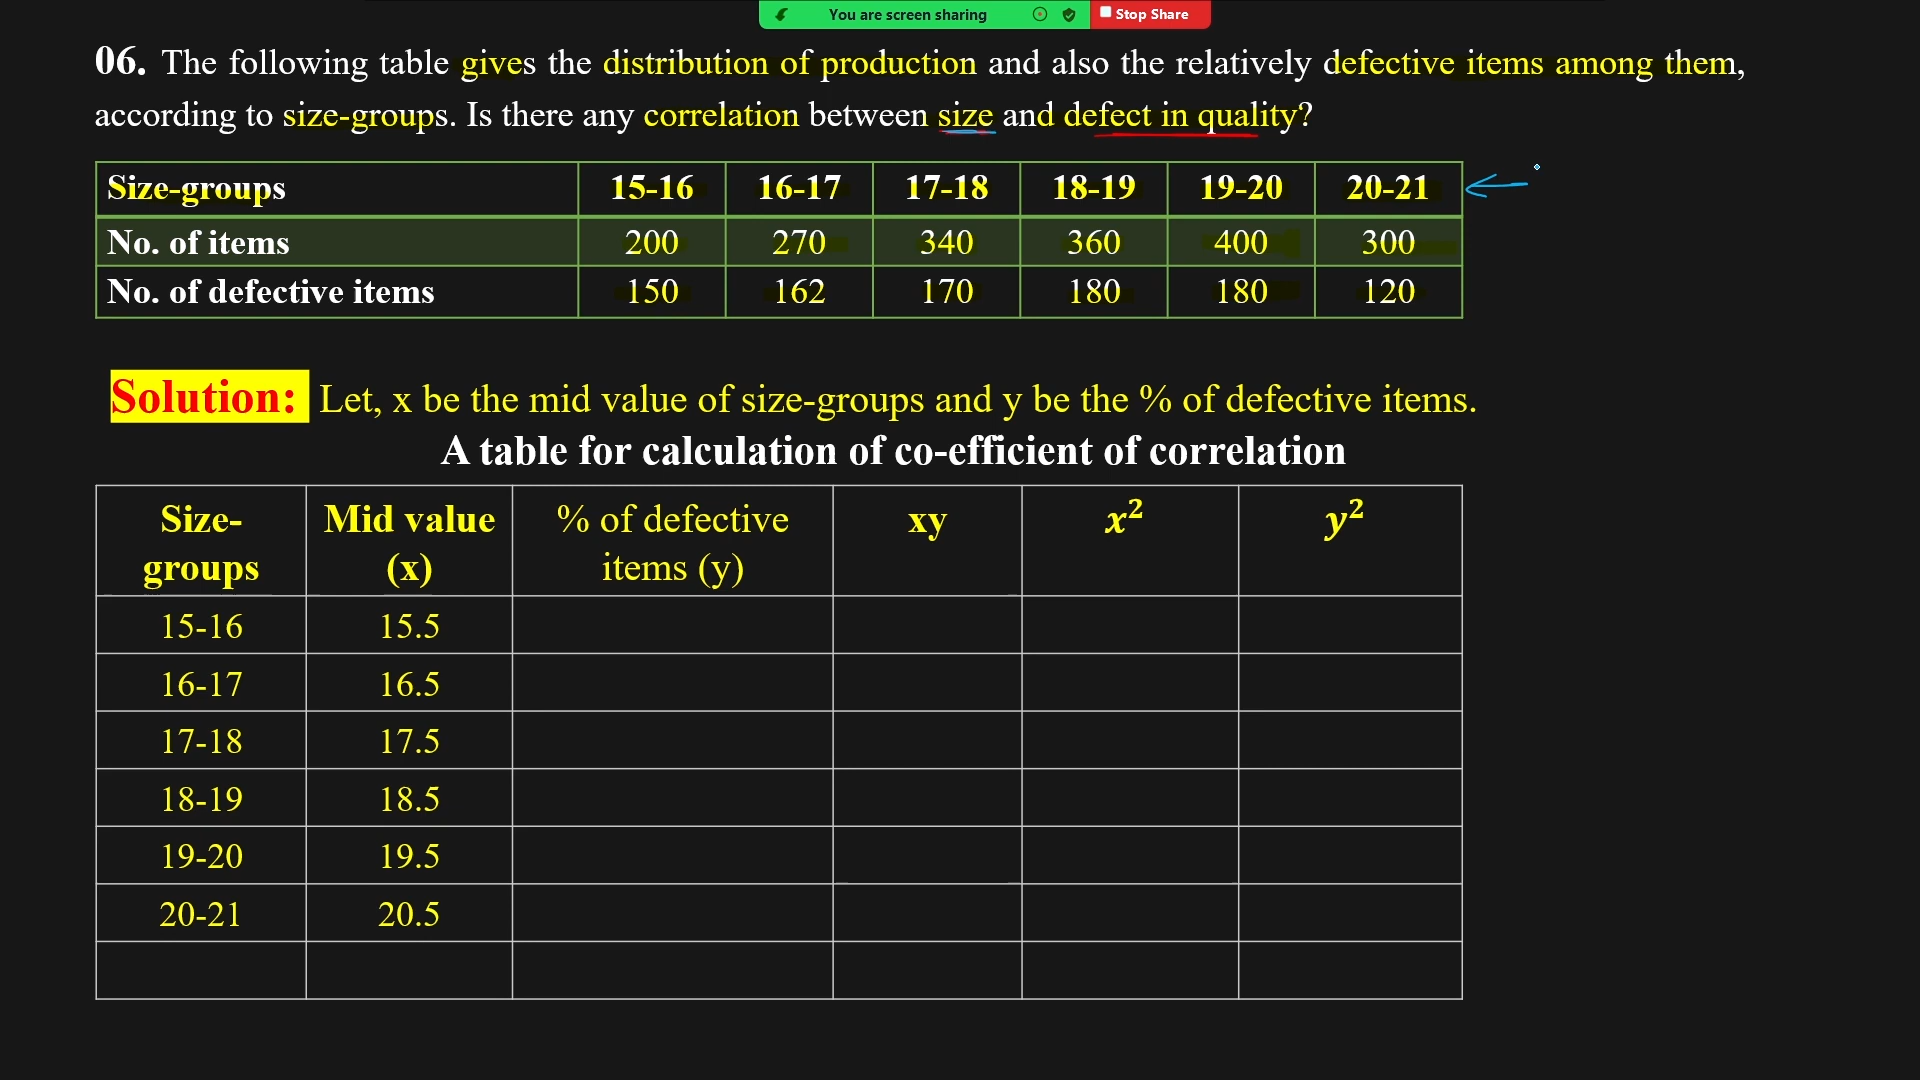 You are screen sharing Stop Share
06. The following table gives the distribution of production and also the relatively defective items among them,
according to size-groups. Is there any correlation between size and defect in quality?
Size-groups 15-16 16-17 17-18 18-19 19-20 20-21
No. of items 200 270 340 360 400 300
No. of defective items 150 162 170 180 180 120
Solution: Let, x be the mid value of size-groups and y be the % of defective items.
A table for calculation of co-efficient of correlation
Size- Mid value % of defective xy x² y²
groups (x) items (y)
15-16 15.5
16-17 16.5
17-18 17.5
18-19 18.5
19-20 19.5
20-21 20.5